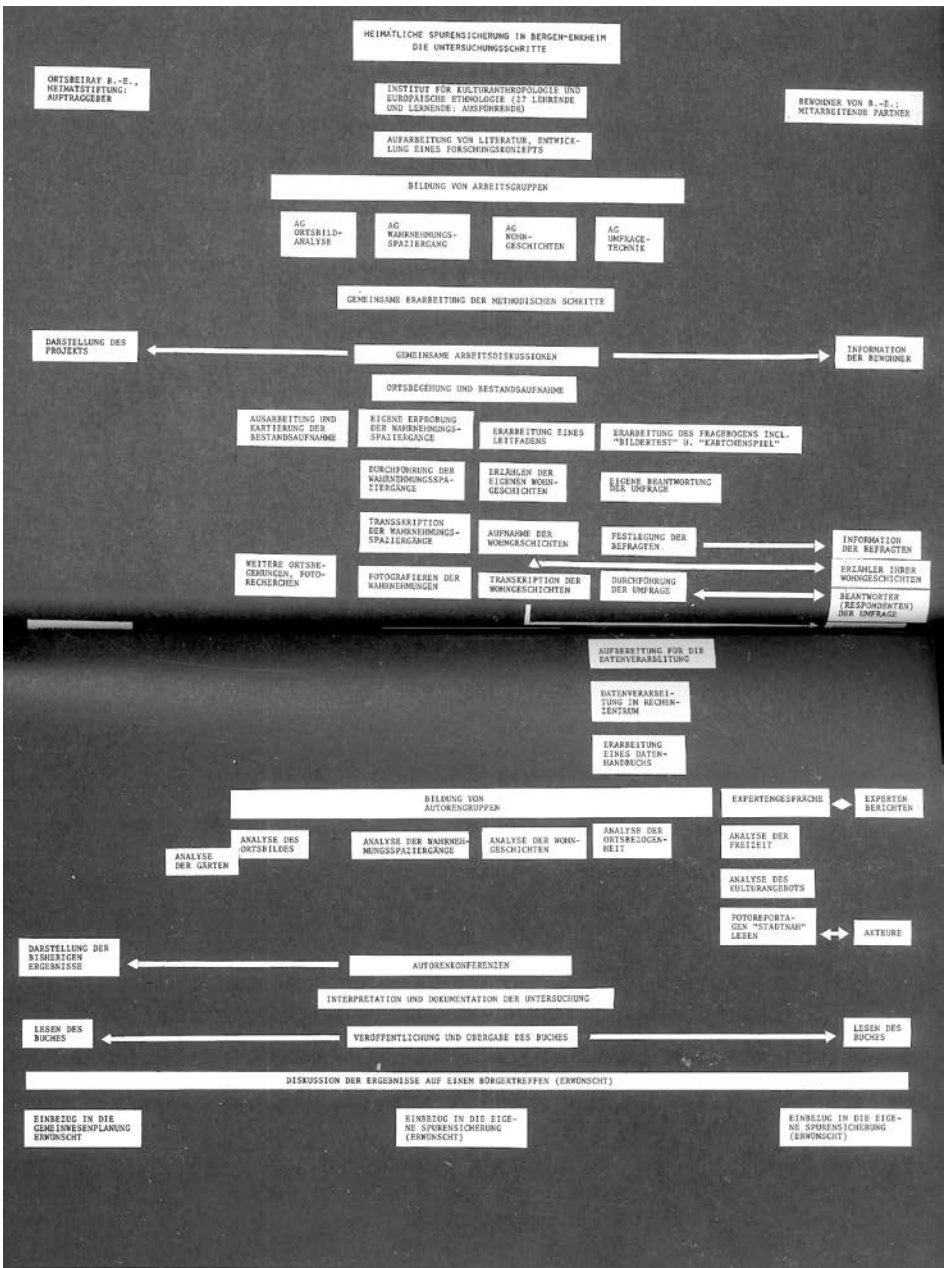 HEIMATLICHE SPURENSICHERUNG IN BERGEN-ENKHEIM
DIE UNTERSUCHUNGSSCHRITTE
ORTSBEIRAT B.-E.,
HEIMATSTIFTUNG:
AUFTRAGGEBER
INSTITUT FÜR KULTURANTHROPOLOGIE UND
EUROPÄISCHE ETHNOLOGIE (27 LEHRENDE
UND LERNENDE: AUSFÜHRENDE)
BEWOHNER VON B.-E.:
MITARBEITENDE PARTNER
AUFARBEITUNG VON LITERATUR, ENTWICK-
LUNG EINES FORSCHUNGSKONZEPTS
BILDUNG VON ARBEITSGRUPPEN
AG
ORTSBILD-
ANALYSE
AG
WAHRNEHMUNGS-
SPAZIERGANG
AG
WOHN-
GESCHICHTEN
AG
UMFRAGE-
TECHNIK
GEMEINSAME ERARBEITUNG DER METHODISCHEN SCHRITTE
DARSTELLUNG DES
PROJEKTS
GEMEINSAME ARBEITSDISKUSSIONEN
INFORMATION
DER BEWOHNER
ORTSBEGEHUNG UND BESTANDSAUFNAHME
AUSARBEITUNG UND
KARTIERUNG DER
BESTANDSAUFNAHME
EIGENE ERPROBUNG
DER WAHRNEHMUNGS-
SPAZIERGÄNGE
ERARBEITUNG EINES
LEITFADENS
ERARBEITUNG DES FRAGEBOGENS INCL.
"BILDERTEST" U. "KÄRTCHENSPIEL"
DURCHFÜHRUNG DER
WAHRNEHMUNGSSPA-
ZIERGÄNGE
ERZÄHLEN DER
EIGENEN WOHN-
GESCHICHTEN
EIGENE BEANTWORTUNG
DER UMFRAGE
TRANSSKRIPTION
DER WAHRNEHMUNGS-
SPAZIERGÄNGE
AUFNAHME DER
WOHNGESCHICHTEN
FESTLEGUNG DER
BEFRAGTEN
INFORMATION
DER BEFRAGTEN
WEITERE ORTSBE-
GEHUNGEN, FOTO-
RECHERCHEN
FOTOGRAFIEREN DER
WAHRNEHMUNGEN
TRANSKRIPTION DER
WOHNGESCHICHTEN
DURCHFÜHRUNG
DER UMFRAGE
ERZÄHLER IHRER
WOHNGESCHICHTEN
BEANTWORTER
(RESPONDENTEN)
DER UMFRAGE
AUFBEREITUNG FÜR DIE
DATENVERARBEITUNG
DATENVERARBEI-
TUNG IM RECHEN-
ZENTRUM
ERARBEITUNG
EINES DATEN-
HANDBUCHS
BILDUNG VON
AUTORENGRUPPEN
EXPERTENGESPRÄCHE
EXPERTEN
BERICHTEN
ANALYSE
DER GÄRTEN
ANALYSE DES
ORTSBILDES
ANALYSE DER WAHRNEH-
MUNGSSPAZIERGÄNGE
ANALYSE DER WOHN-
GESCHICHTEN
ANALYSE DER
ORTSBEZOGEN-
HEIT
ANALYSE DER
FREIZEIT
ANALYSE DES
KULTURANGEBOTS
FOTOREPORTA-
GEN "STADTNAH"
LEBEN
AKTEURE
DARSTELLUNG DER
BISHERIGEN
ERGEBNISSE
AUTORENKONFERENZEN
INTERPRETATION UND DOKUMENTATION DER UNTERSUCHUNG
LESEN DES
BUCHES
VERÖFFENTLICHUNG UND ÜBERGABE DES BUCHES
LESEN DES
BUCHES
DISKUSSION DER ERGEBNISSE AUF EINEM BÜRGERTREFFEN (ERWÜNSCHT)
EINBEZUG IN DIE
GEMEINWESENPLANUNG
ERWÜNSCHT
EINBEZUG IN DIE EIGE-
NE SPURENSICHERUNG
(ERWÜNSCHT)
EINBEZUG IN DIE EIGE-
NE SPURENSICHERUNG
(ERWÜNSCHT)